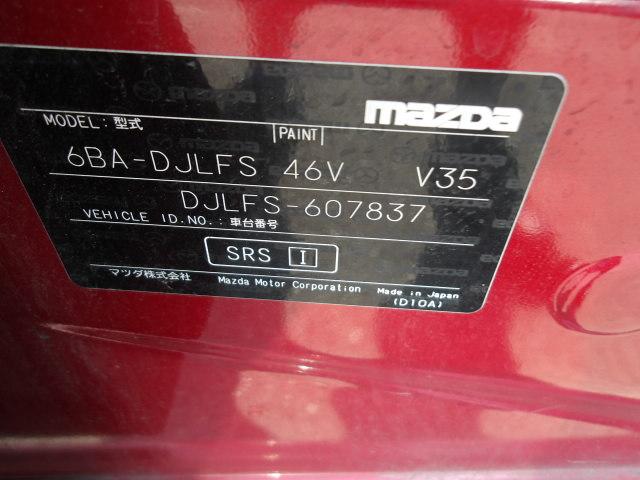 mazda
MODEL: 型式 PAINT
6BA-DJLFS 46V V35
DJLFS-607837
VEHICLE ID.NO.: 車台番号
SRS I
マツダ株式会社 Mazda Motor Corporation Made in Japan
(D10A)